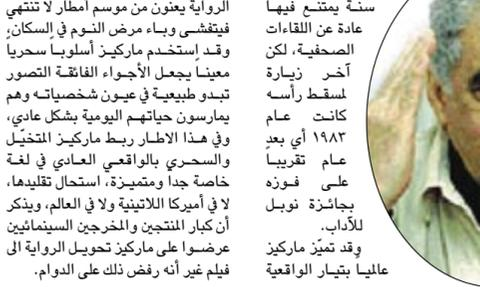 سنة يمتنع فيها
عادة عن اللقاءات
الصحفية، لكن
آخر زيارة
لمسقط رأسه
كانت عام
١٩٨٣ أي بعد
عام تقريباً
على فوزه
بجائزة نوبل
للآداب.
وقد تميّز ماركيز
عالمياً بتيار الواقعية
الرواية يعنون من موسم أمطار لا تنتهي
فيتفشى وباء مرض النوم في السكان،
وقد إستخدم ماركيز أسلوباً سحرياً
معيناً يجعل الأجواء الفائقة التصور
تبدو طبيعية في عيون شخصياته وهم
يمارسون حياتهم اليومية بشكل عادي،
وفي هذا الاطار ربط ماركيز المتخيّل
والسحري بالواقعي العادي في لغة
خاصة جداً ومتميزة، استحال تقليدها،
لا في أميركا اللاتينية ولا في العالم، ويذكر
أن كبار المنتجين والمخرجين السينمائيين
عرضوا على ماركيز تحويل الرواية الى
فيلم غير أنه رفض ذلك على الدوام.